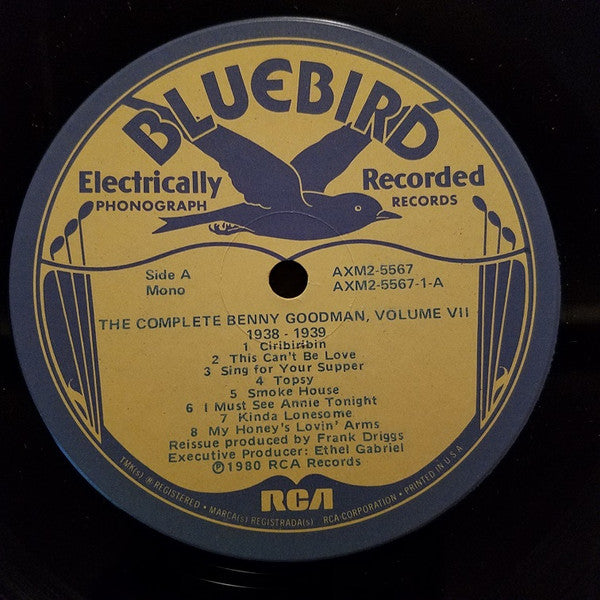 BLUEBIRD
Electrically Recorded
PHONOGRAPH RECORDS
Side A AXM2-5567
Mono AXM2-5567-1-A
THE COMPLETE BENNY GOODMAN, VOLUME VII
1938 - 1939
1 Ciribiribin
2 This Can't Be Love
3 Sing for Your Supper
4 Topsy
5 Smoke House
6 I Must See Annie Tonight
7 Kinda Lonesome
8 My Honey's Lovin' Arms
Reissue produced by Frank Driggs
Executive Producer: Ethel Gabriel
℗1980 RCA Records
RCA
TMK(s) ® REGISTERED • MARCA(s) REGISTRADA(s) RCA CORPORATION • PRINTED IN U.S.A.